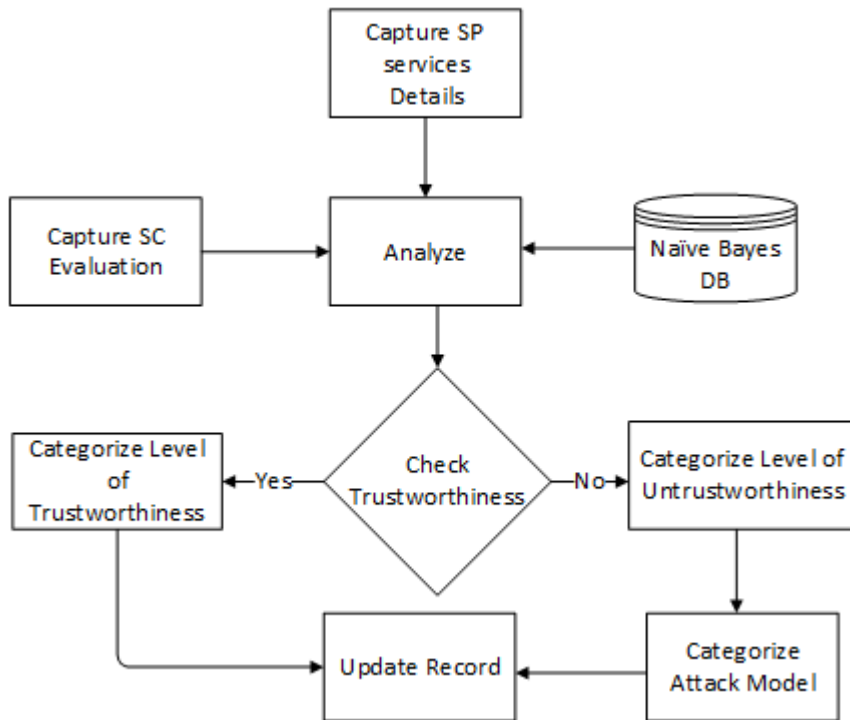 Capture SP
services
Details
Capture SC
Evaluation
Analyze
Naïve Bayes
DB
Categorize Level
of
Trustworthiness
Yes
Check
Trustworthiness
No
Categorize Level of
Untrustworthiness
Update Record
Categorize
Attack Model